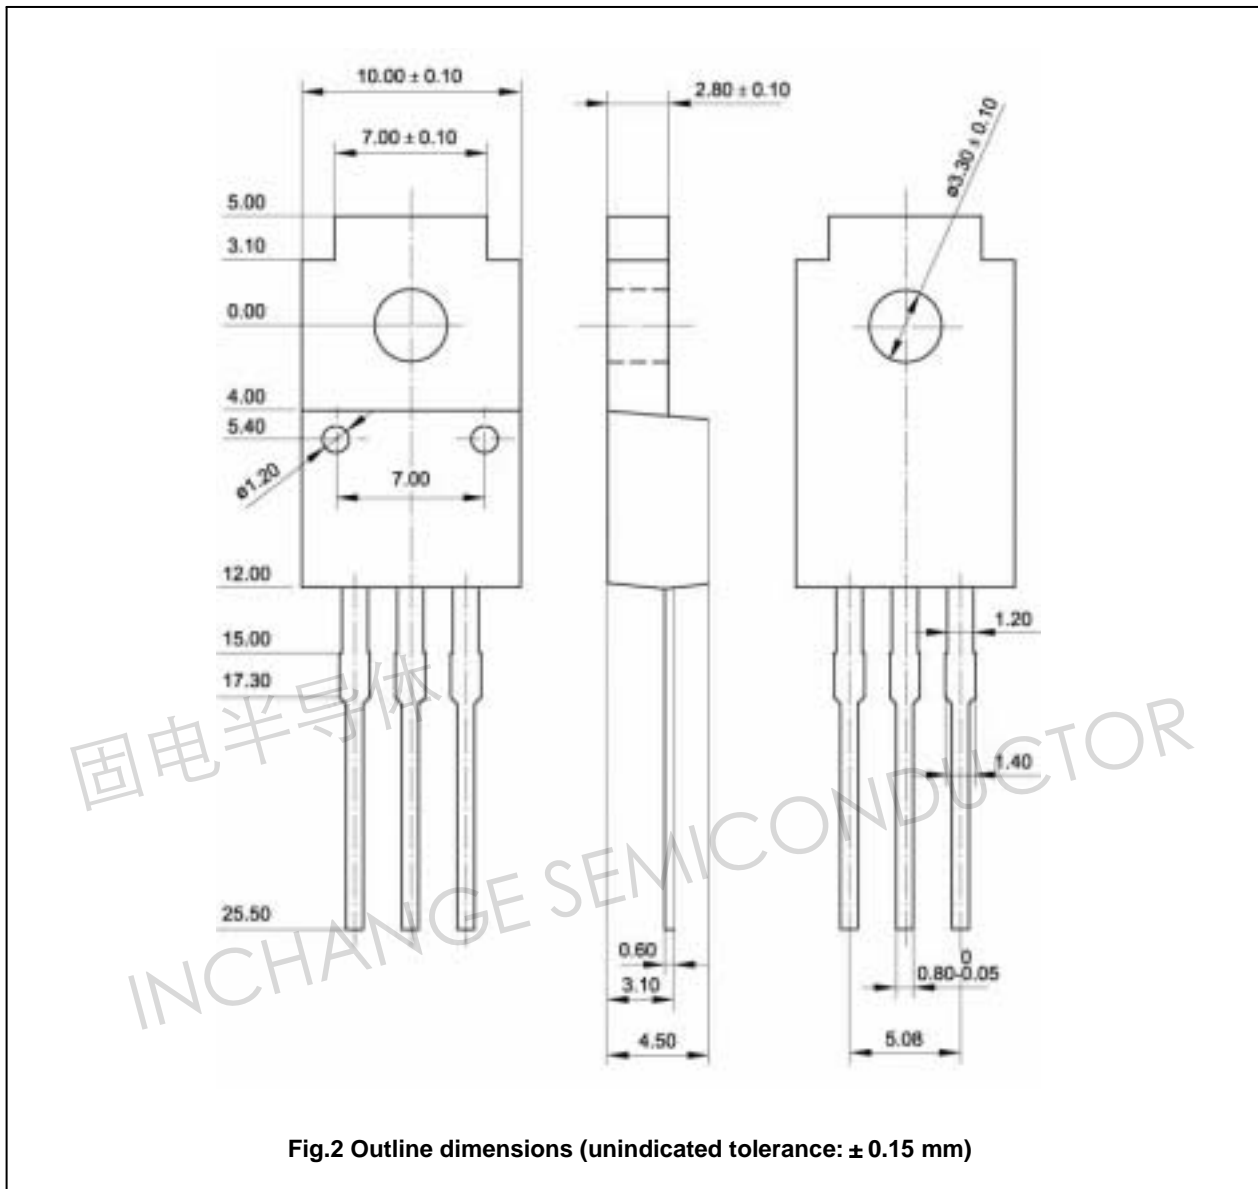 10.00 ± 0.10
2.80 ± 0.10
7.00 ± 0.10
ø3.30 ± 0.10
5.00
3.10
0.00
4.00
5.40
ø1.20
7.00
12.00
1.20
15.00
17.30
固电半导体
1.40
INCHANGE SEMICONDUCTOR
25.50
0.60
0
0.80-0.05
3.10
4.50
5.08
Fig.2 Outline dimensions (unindicated tolerance: ± 0.15 mm)